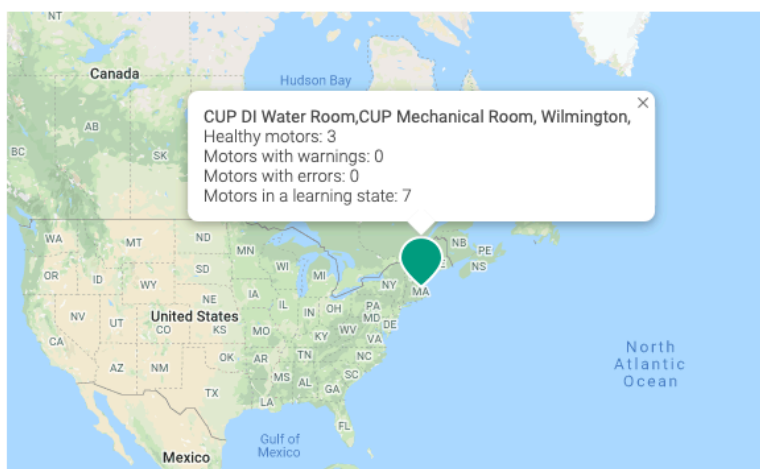 NT
Canada
Hudson Bay
AB
BC
SK
CUP DI Water Room,CUP Mechanical Room, Wilmington,
Healthy motors: 3
Motors with warnings: 0
Motors with errors: 0
Motors in a learning state: 7
WA
MT
ND
MN
NB
PE
NS
OR
ID
WY
SD
WI
MI
NY
MA
E
NE
IA
IL
IN
OH
PA
MD
DE
NV
UT
United States
CO
KS
MO
KY
WV
VA
CA
AZ
NM
OK
AR
TN
NC
SC
MS
AL
GA
TX
LA
FL
Gulf of
Mexico
Mexico
North
Atlantic
Ocean